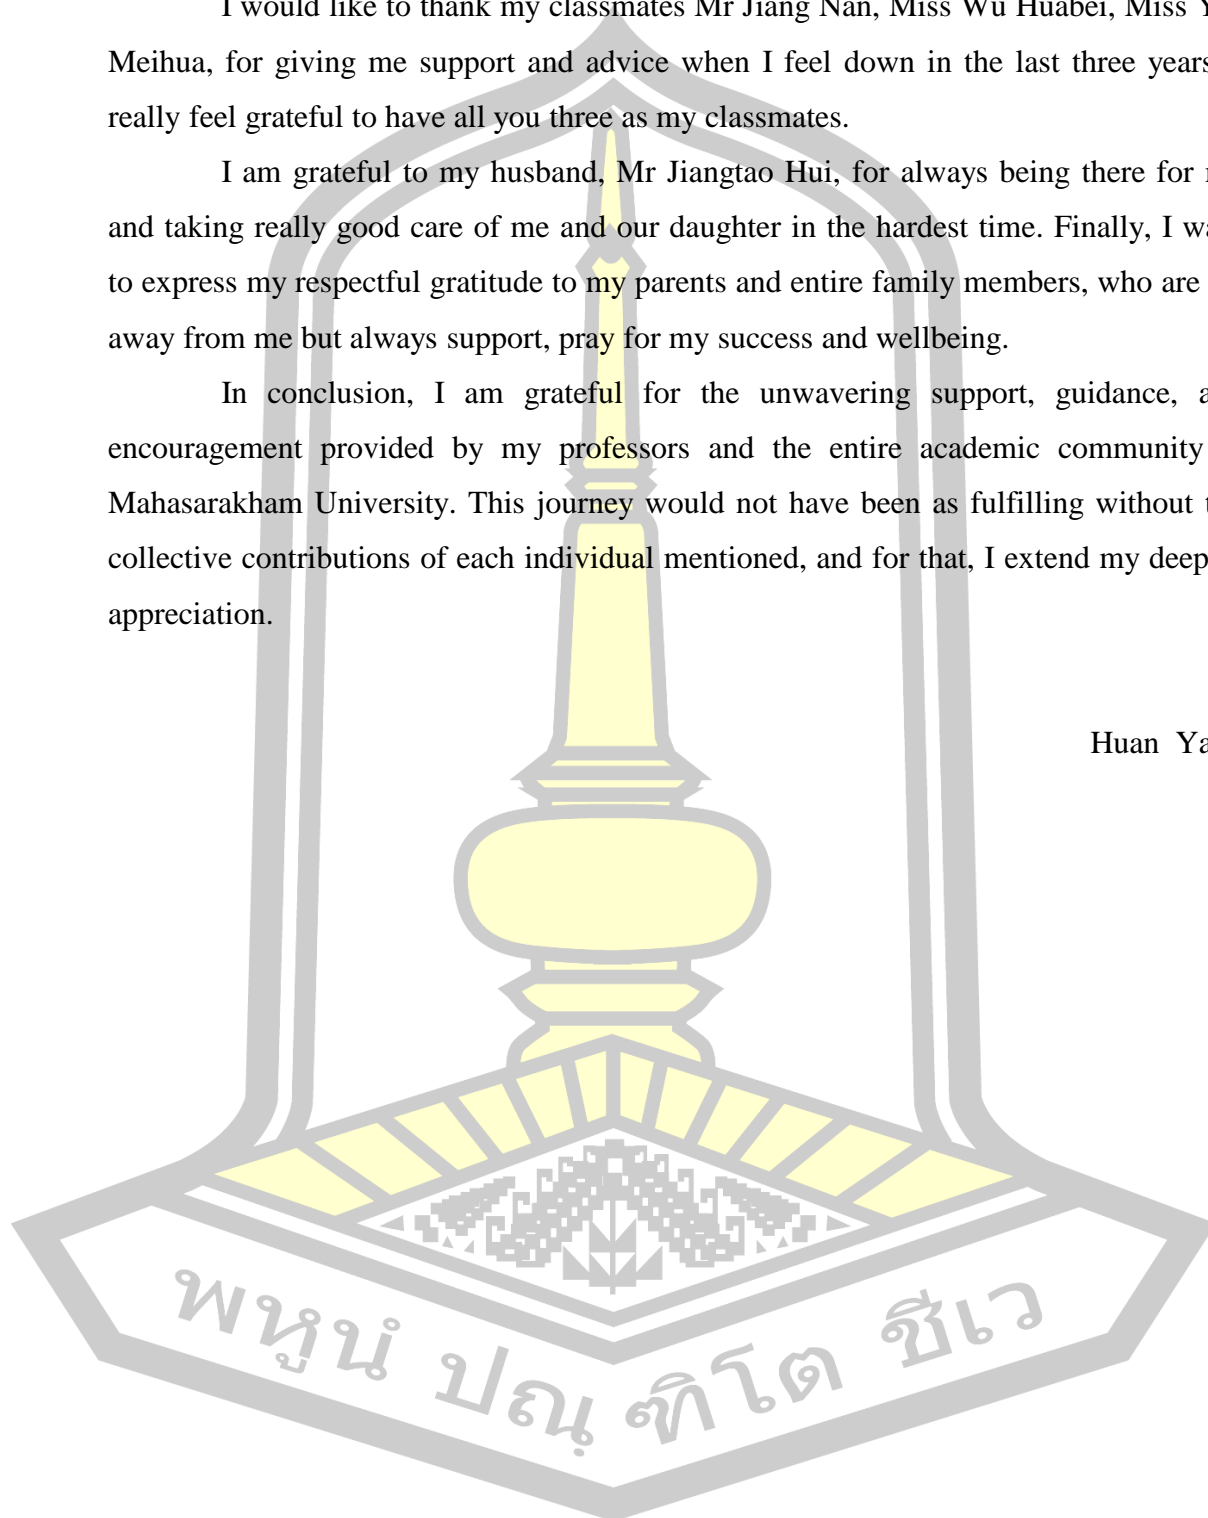 I would like to thank my classmates Mr Jiang Nan, Miss Wu Huabei, Miss
Meihua, for giving me support and advice when I feel down in the last three years
really feel grateful to have all you three as my classmates.
I am grateful to my husband, Mr Jiangtao Hui, for always being there for
and taking really good care of me and our daughter in the hardest time. Finally, I
to express my respectful gratitude to my parents and entire family members, who are
away from me but always support, pray for my success and wellbeing.
In conclusion, I am grateful for the unwavering support, guidance,
encouragement provided by my professors and the entire academic community
Mahasarakham University. This journey would not have been as fulfilling without
collective contributions of each individual mentioned, and for that, I extend my
appreciation.
Huan
พหูนํ ปณฺฑิโต ชีเว